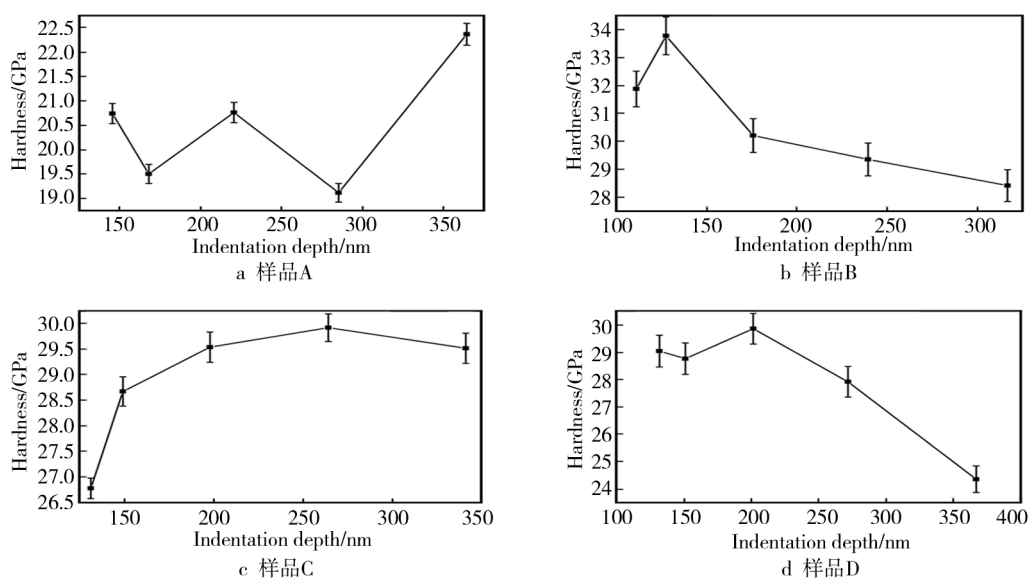 22.5
22.0
21.5
21.0
20.5
20.0
19.5
19.0
Hardness/GPa
150 200 250 300 350
Indentation depth/nm
a 样品A
34
33
32
31
30
29
28
Hardness/GPa
100 150 200 250 300
Indentation depth/nm
b 样品B
30.0
29.5
29.0
28.5
28.0
27.5
27.0
26.5
Hardness/GPa
150 200 250 300 350
Indentation depth/nm
c 样品C
30
29
28
27
26
25
24
Hardness/GPa
100 150 200 250 300 350 400
Indentation depth/nm
d 样品D